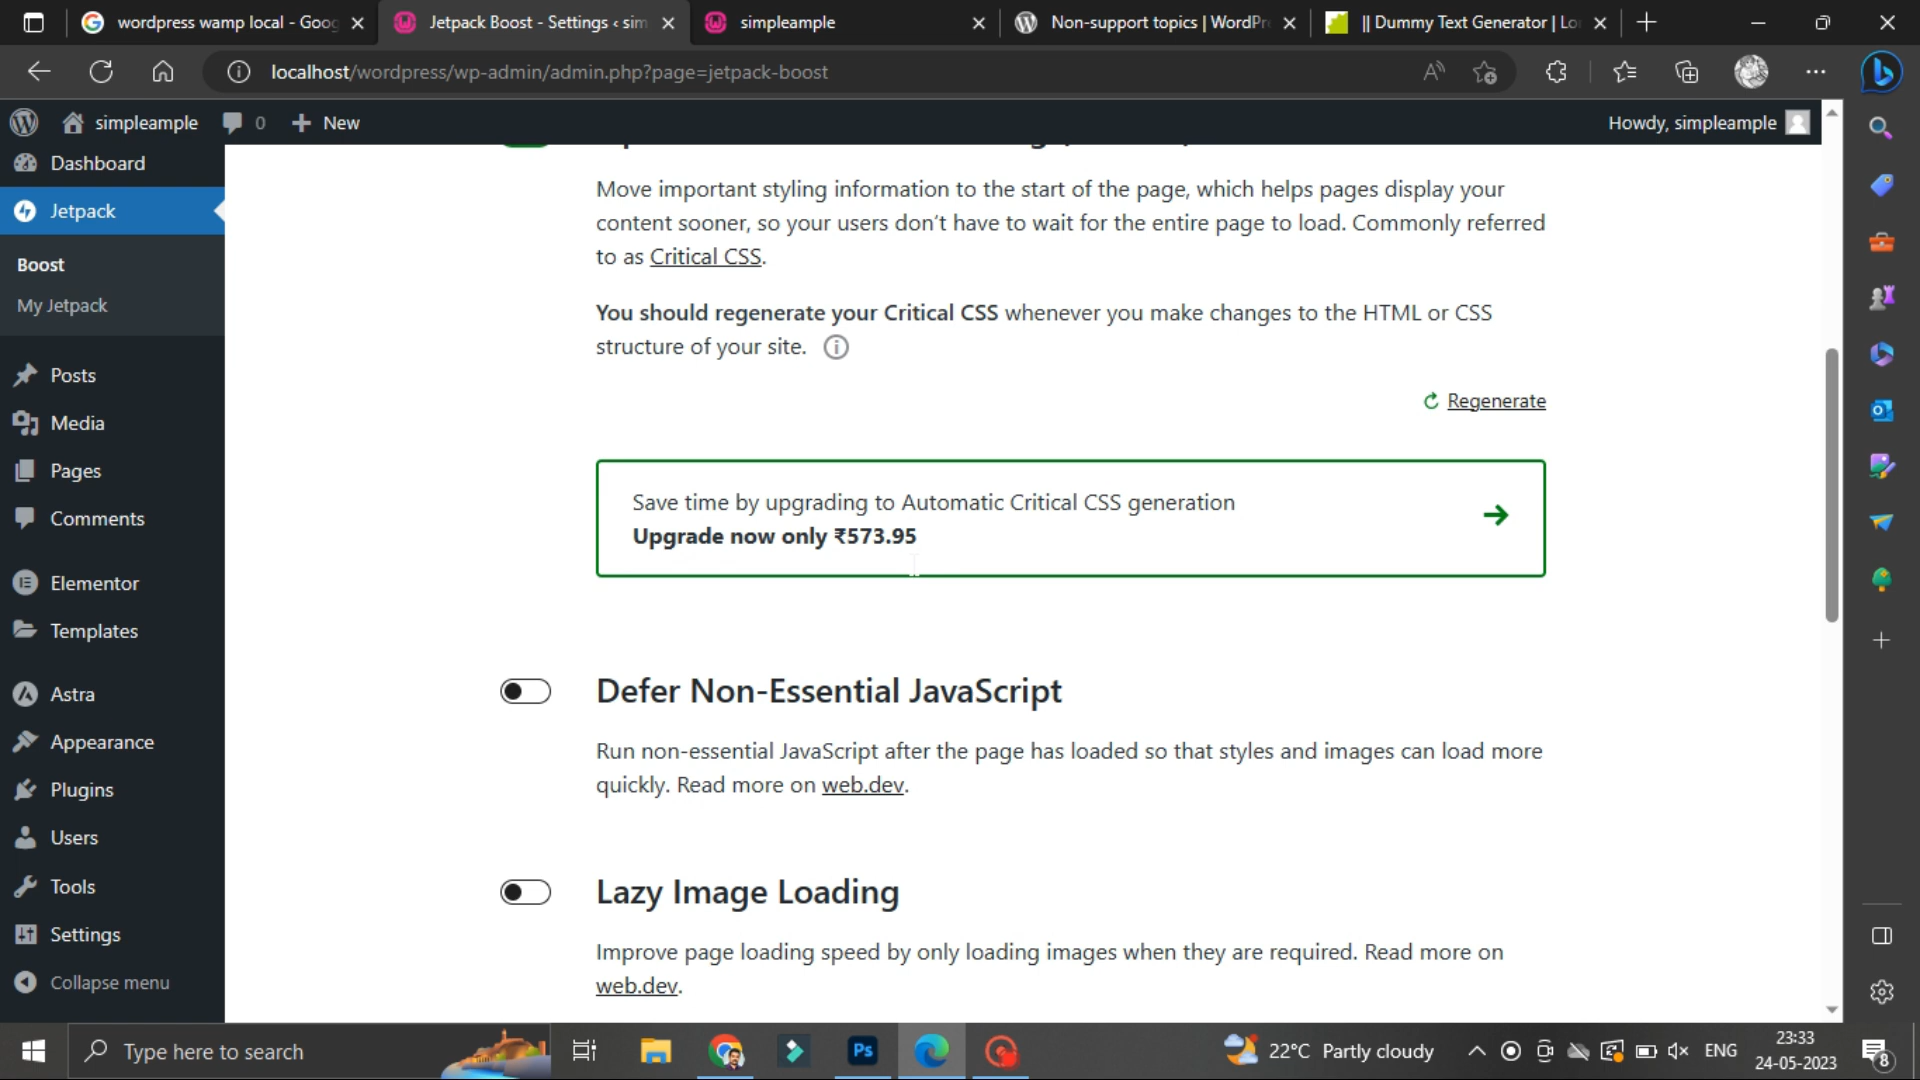 wordpress wamp local - Goog
Jetpack Boost - Settings ‹ sim
simpleample
Non-support topics | WordPr
|| Dummy Text Generator | Lo
localhost/wordpress/wp-admin/admin.php?page=jetpack-boost
simpleample
0
New
Howdy, simpleample
Dashboard
Jetpack
Boost
My Jetpack
Posts
Media
Pages
Comments
Elementor
Templates
Astra
Appearance
Plugins
Users
Tools
Settings
Collapse menu
Move important styling information to the start of the page, which helps pages display your
content sooner, so your users don't have to wait for the entire page to load. Commonly referred
to as Critical CSS.
You should regenerate your Critical CSS whenever you make changes to the HTML or CSS
structure of your site.
Regenerate
Save time by upgrading to Automatic Critical CSS generation
Upgrade now only ₹573.95
Defer Non-Essential JavaScript
Run non-essential JavaScript after the page has loaded so that styles and images can load more
quickly. Read more on web.dev.
Lazy Image Loading
Improve page loading speed by only loading images when they are required. Read more on
web.dev.
Type here to search
Ps
22°C Partly cloudy
ENG
23:33
24-05-2023
8